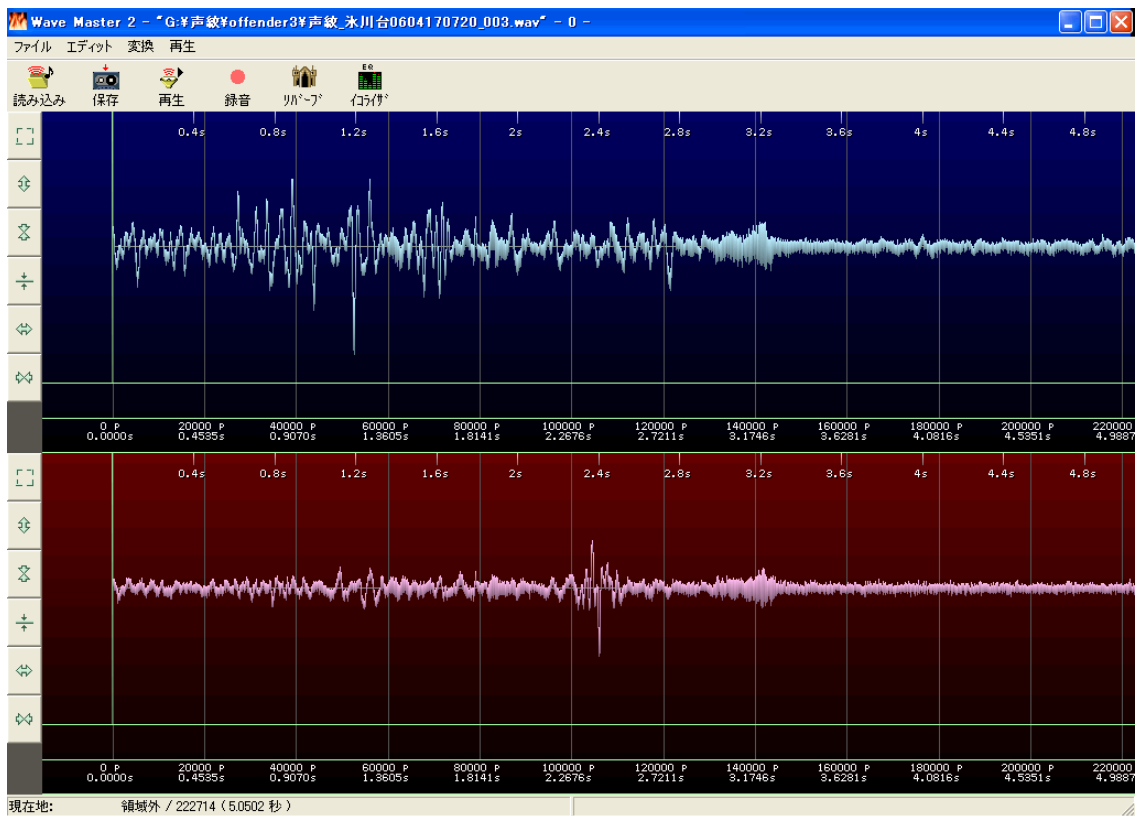 Wave Master 2 - "G:¥声紋¥offender3¥声紋_氷川台0604170720_003.wav" - 0 -
ファイル エディット 変換 再生
EQ
読み込み 保存 再生 録音 ﾘﾊﾞｰﾌﾞ ｲｺﾗｲｻﾞ
0.4s 0.8s 1.2s 1.6s 2s 2.4s 2.8s 3.2s 3.6s 4s 4.4s 4.8s
0 P 20000 P 40000 P 60000 P 80000 P 100000 P 120000 P 140000 P 160000 P 180000 P 200000 P 220000
0.0000s 0.4535s 0.9070s 1.3605s 1.8141s 2.2676s 2.7211s 3.1746s 3.6281s 4.0816s 4.5351s 4.9887
0.4s 0.8s 1.2s 1.6s 2s 2.4s 2.8s 3.2s 3.6s 4s 4.4s 4.8s
0 P 20000 P 40000 P 60000 P 80000 P 100000 P 120000 P 140000 P 160000 P 180000 P 200000 P 220000
0.0000s 0.4535s 0.9070s 1.3605s 1.8141s 2.2676s 2.7211s 3.1746s 3.6281s 4.0816s 4.5351s 4.9887
現在地: 領域外 / 222714 ( 5.0502 秒 )